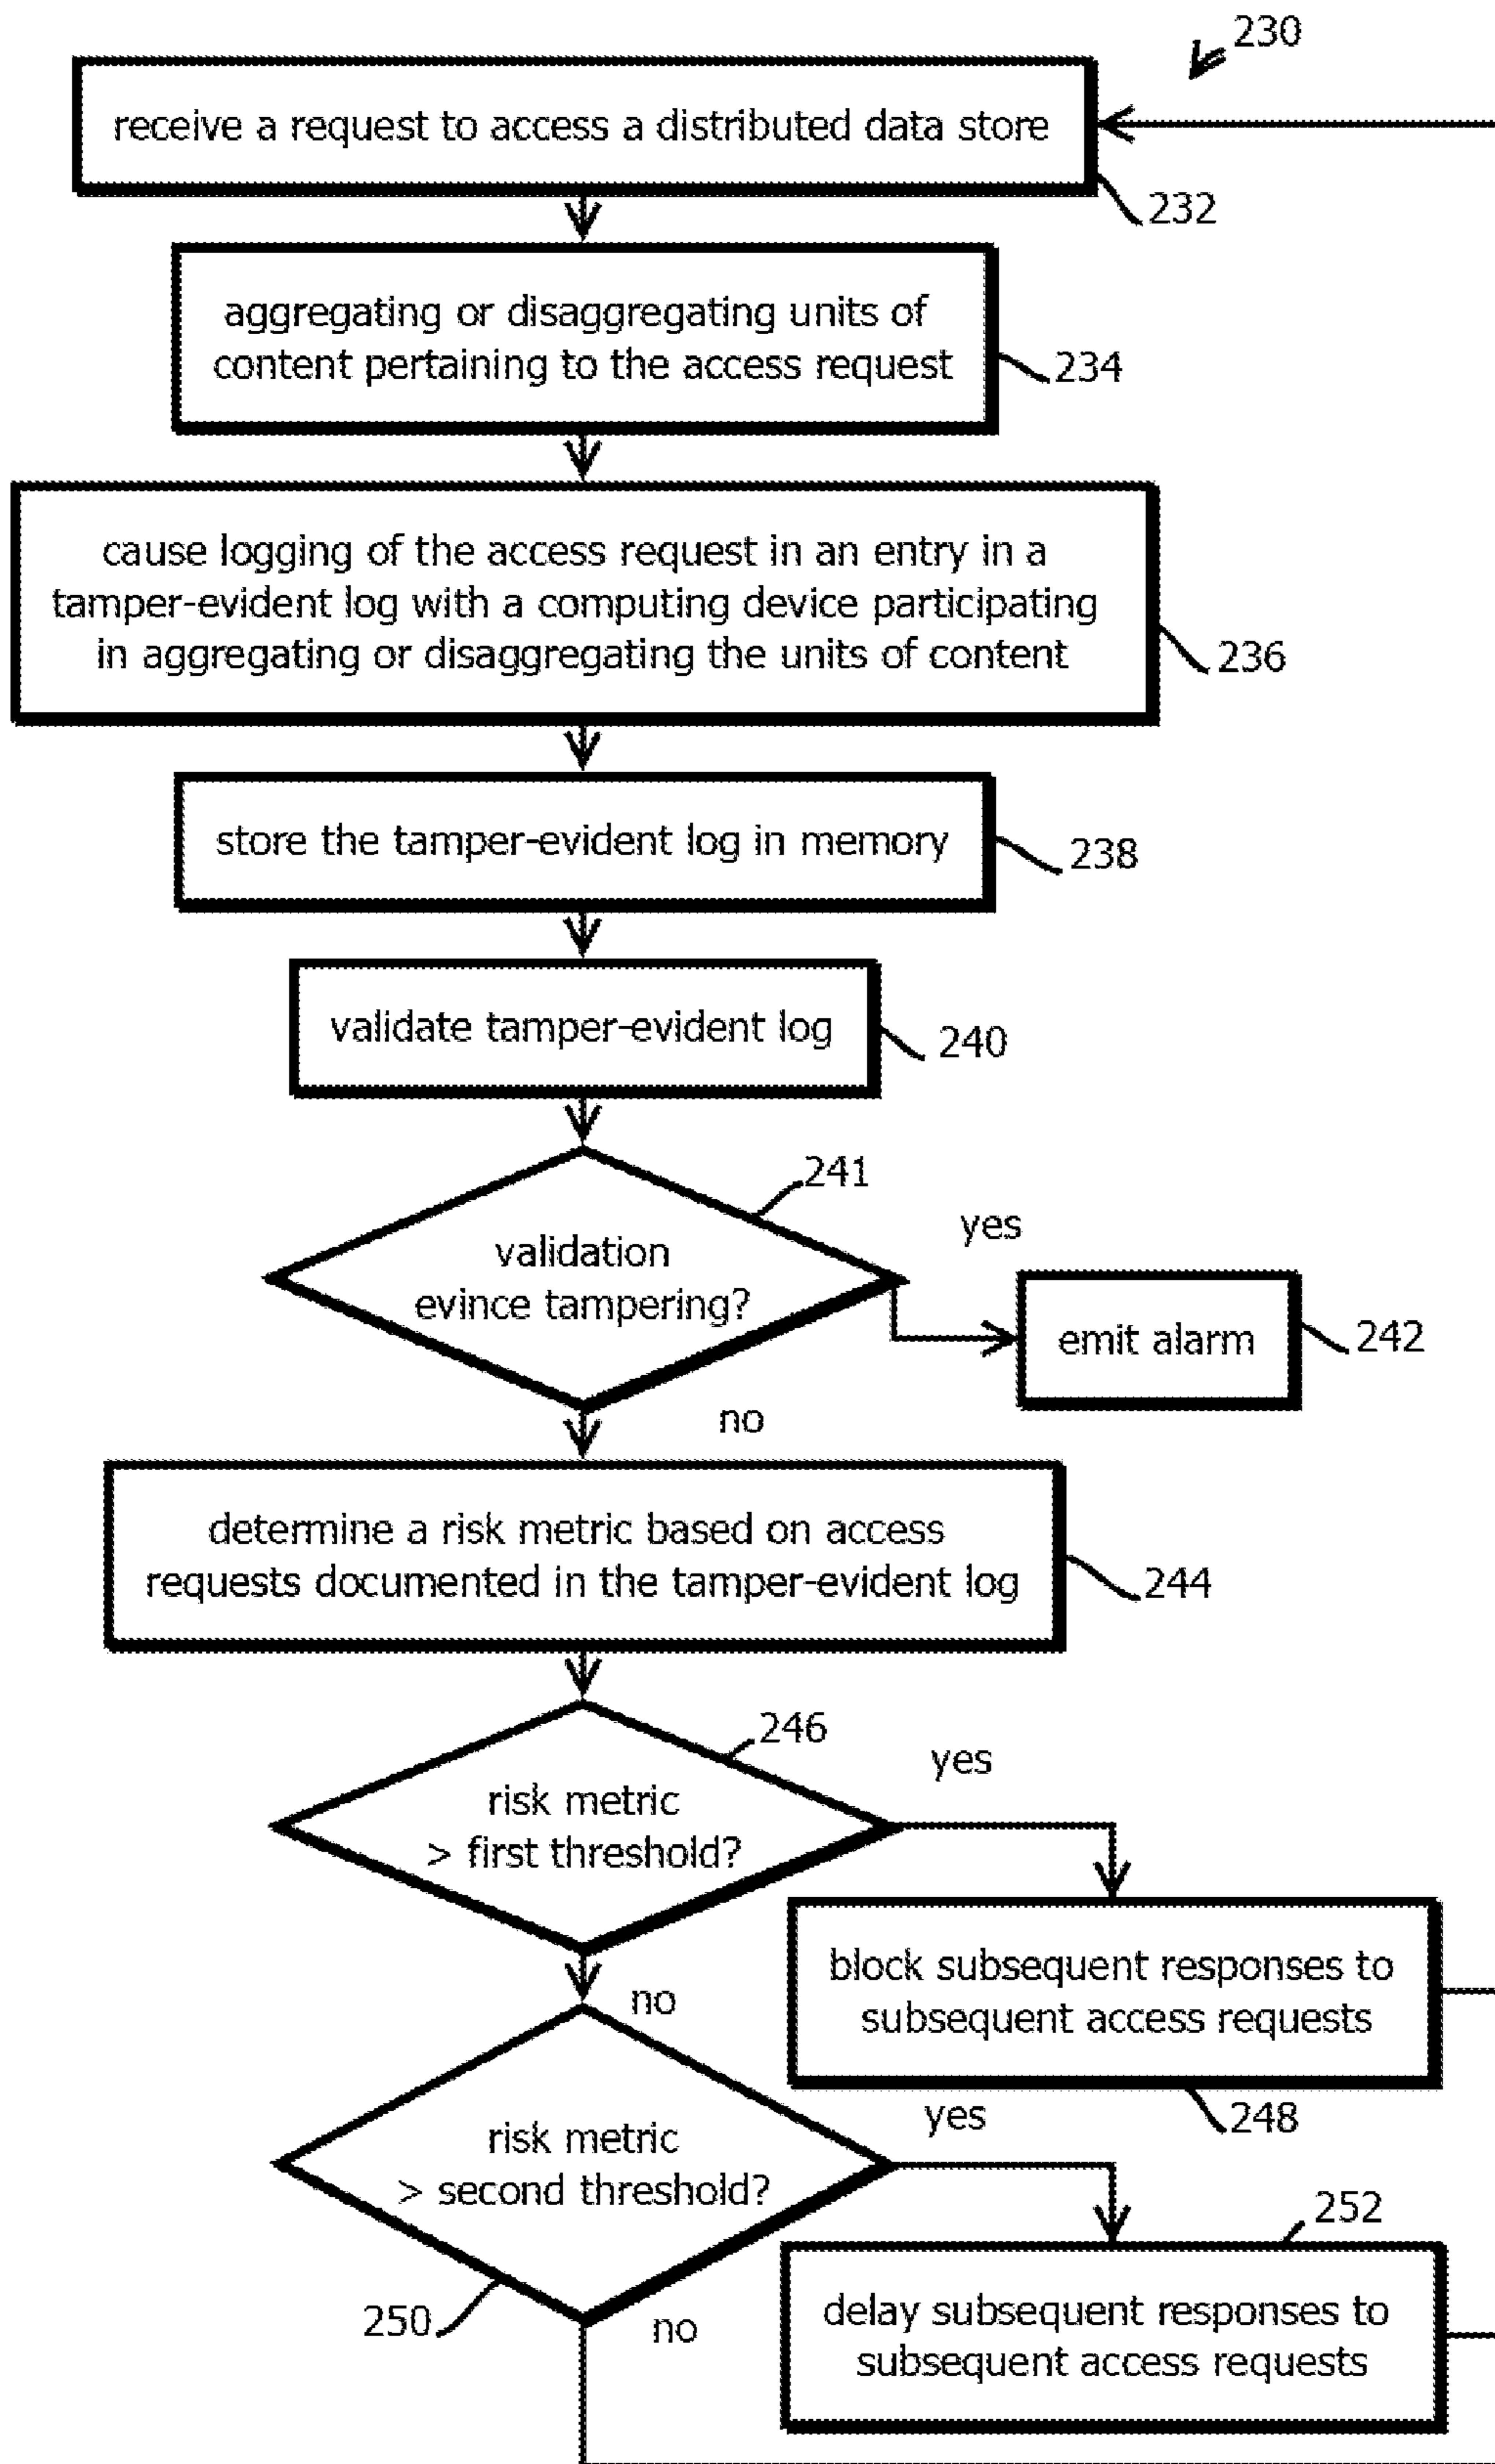 230
receive a request to access a distributed data store
232
aggregating or disaggregating units of
content pertaining to the access request
234
cause logging of the access request in an entry in a
tamper-evident log with a computing device participating
in aggregating or disaggregating the units of content
236
store the tamper-evident log in memory
238
validate tamper-evident log
240
241
validation
evince tampering?
yes
emit alarm
242
no
determine a risk metric based on access
requests documented in the tamper-evident log
244
246
risk metric
> first threshold?
yes
block subsequent responses to
subsequent access requests
248
no
risk metric
> second threshold?
yes
250
252
delay subsequent responses to
subsequent access requests
no